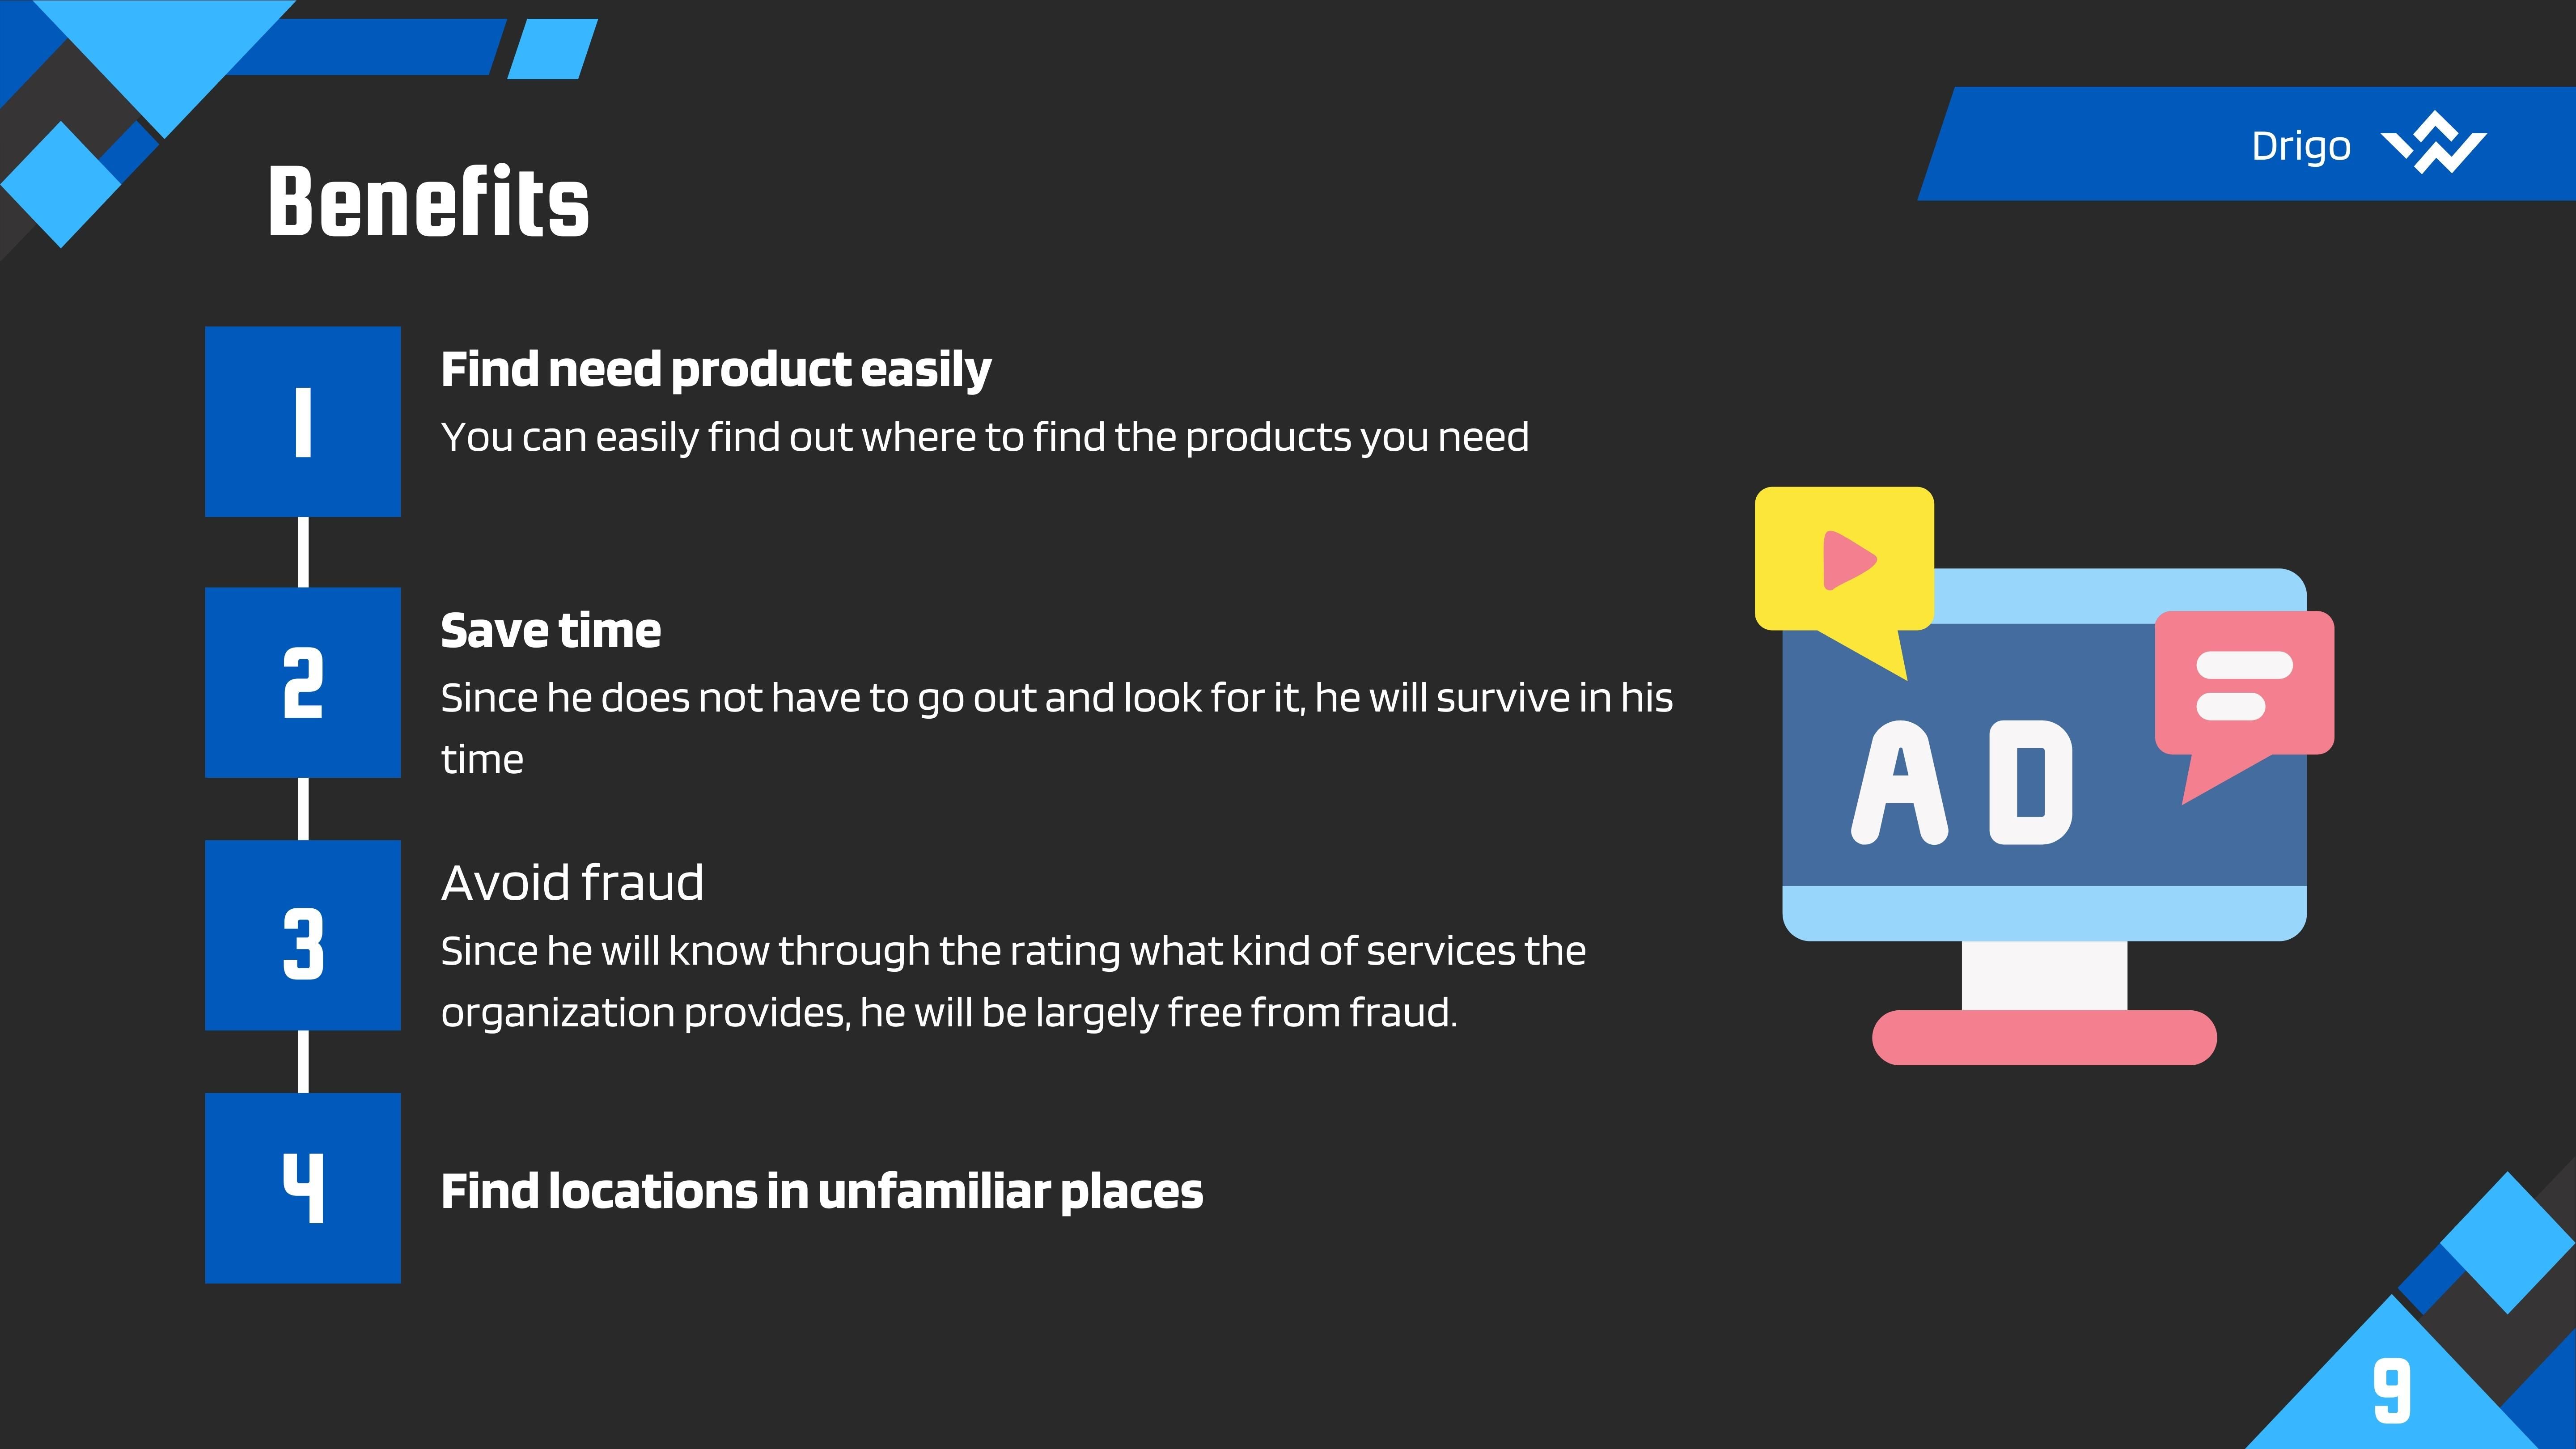 Drigo
Benefits
1
Find need product easily
You can easily find out where to find the products you need
2
Save time
Since he does not have to go out and look for it, he will survive in his
time
3
Avoid fraud
Since he will know through the rating what kind of services the
organization provides, he will be largely free from fraud.
4
Find locations in unfamiliar places
AD
9